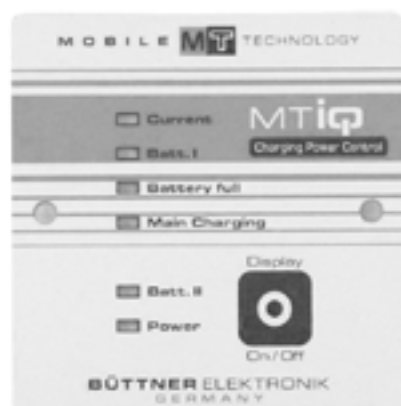 MOBILE MT TECHNOLOGY
Current
MTiQ
Batt. I
Charging Power Control
Battery full
Main Charging
Display
Batt. II
Power
On/Off
BÜTTNER ELEKTRONIK
GERMANY